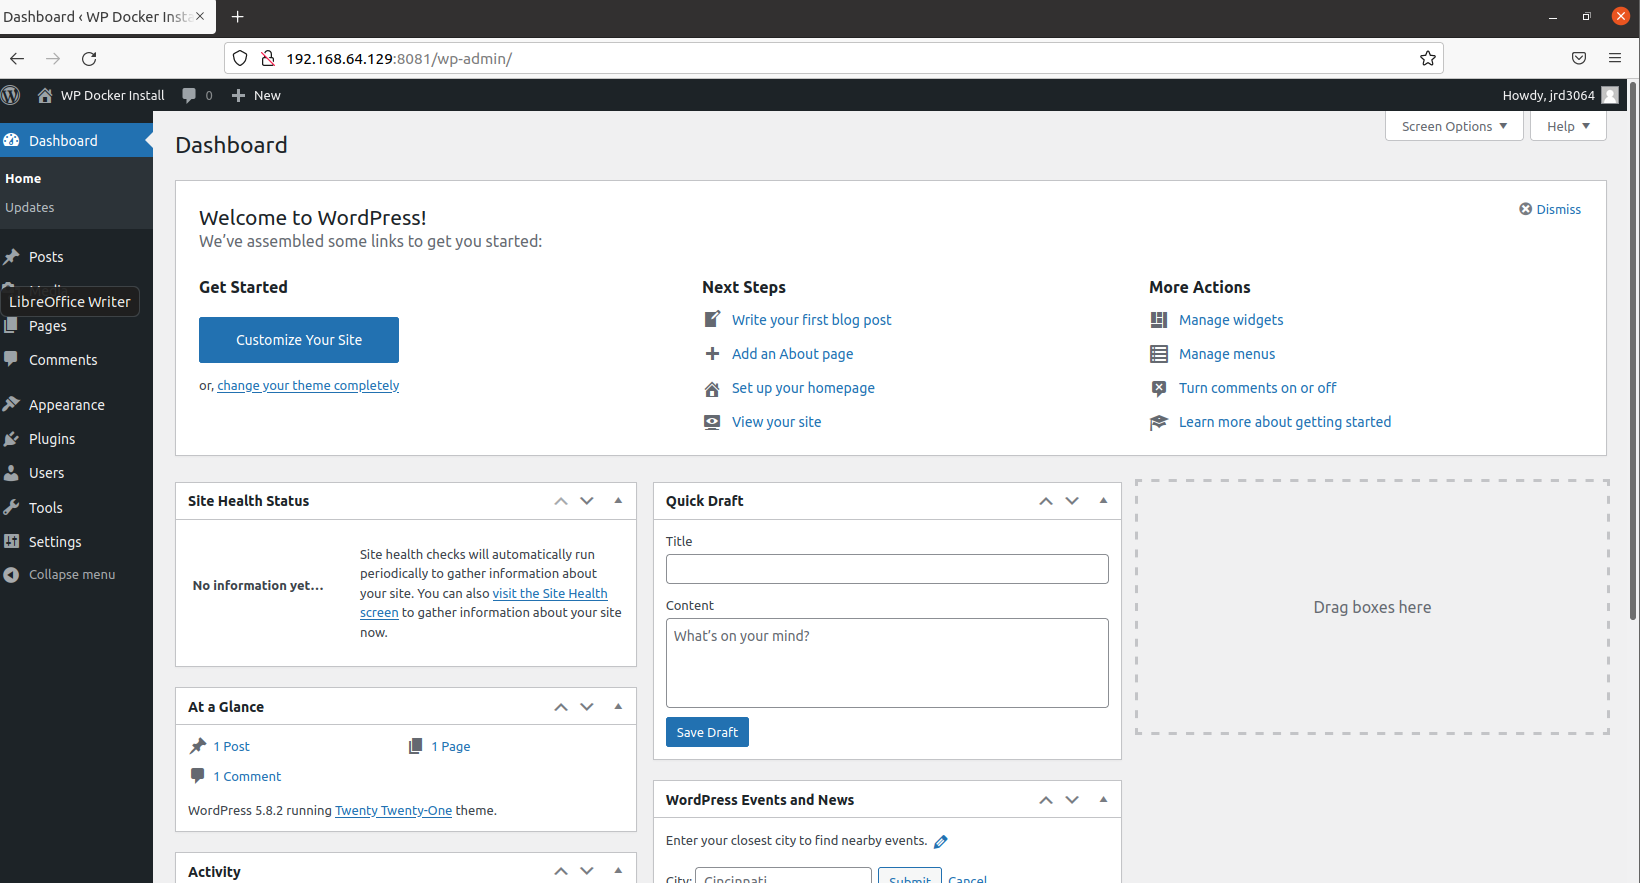 Dashboard ‹ WP Docker Insta
192.168.64.129:8081/wp-admin/
WP Docker Install
0
New
Howdy, jrd3064
Dashboard
Home
Updates
Posts
Media
LibreOffice Writer
Pages
Comments
Appearance
Plugins
Users
Tools
Settings
Collapse menu
Screen Options
Help
Dashboard
Welcome to WordPress!
We’ve assembled some links to get you started:
Dismiss
Get Started
Customize Your Site
or, change your theme completely
Next Steps
Write your first blog post
Add an About page
Set up your homepage
View your site
More Actions
Manage widgets
Manage menus
Turn comments on or off
Learn more about getting started
Site Health Status
No information yet…
Site health checks will automatically run
periodically to gather information about
your site. You can also visit the Site Health
screen to gather information about your site
now.
At a Glance
1 Post
1 Page
1 Comment
WordPress 5.8.2 running Twenty Twenty-One theme.
Activity
Quick Draft
Title
Content
What’s on your mind?
Save Draft
WordPress Events and News
Enter your closest city to find nearby events.
City:
Cincinnati
Submit
Cancel
Drag boxes here